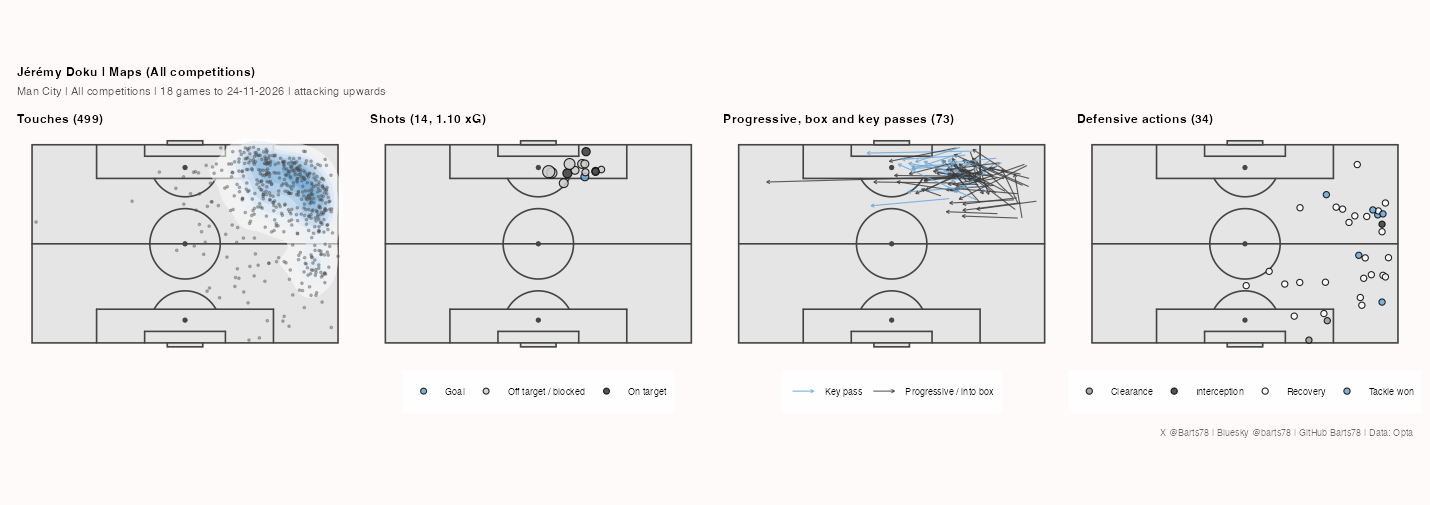 Jérémy Doku | Maps (All competitions)
Man City | All competitions | 18 games to 24-11-2026 | attacking upwards
Touches (499)
Shots (14, 1.10 xG)
Progressive, box and key passes (73)
Defensive actions (34)
Goal
Off target / blocked
On target
Key pass
Progressive / into box
Clearance
Interception
Recovery
Tackle won
X @Barts78 | Bluesky @barts78 | GitHub Barts78 | Data: Opta